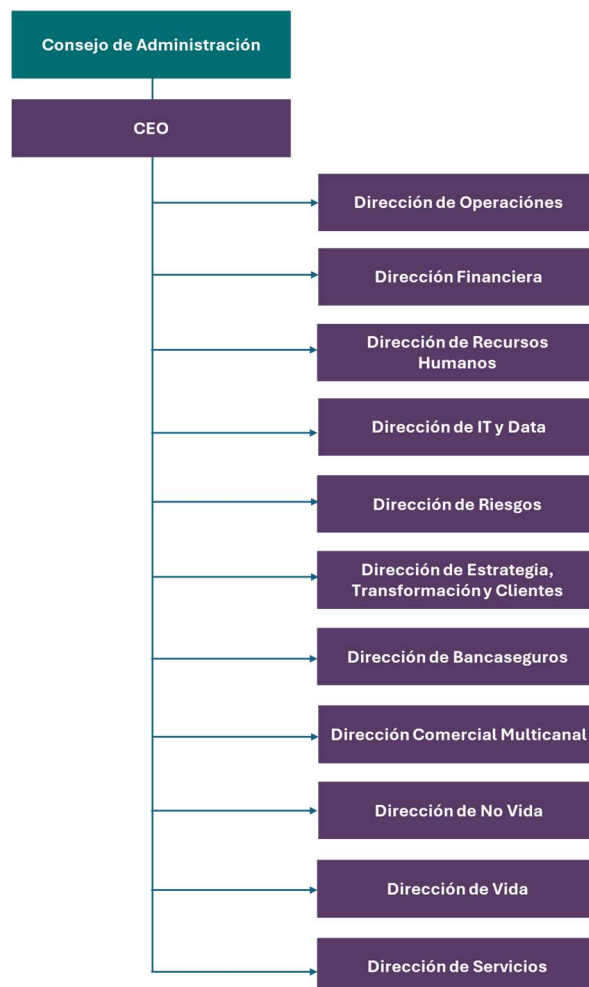 Consejo de Administración
CEO
Dirección de Operaciónes
Dirección Financiera
Dirección de Recursos
Humanos
Dirección de IT y Data
Dirección de Riesgos
Dirección de Estrategia,
Transformación y Clientes
Dirección de Bancaseguros
Dirección Comercial Multicanal
Dirección de No Vida
Dirección de Vida
Dirección de Servicios